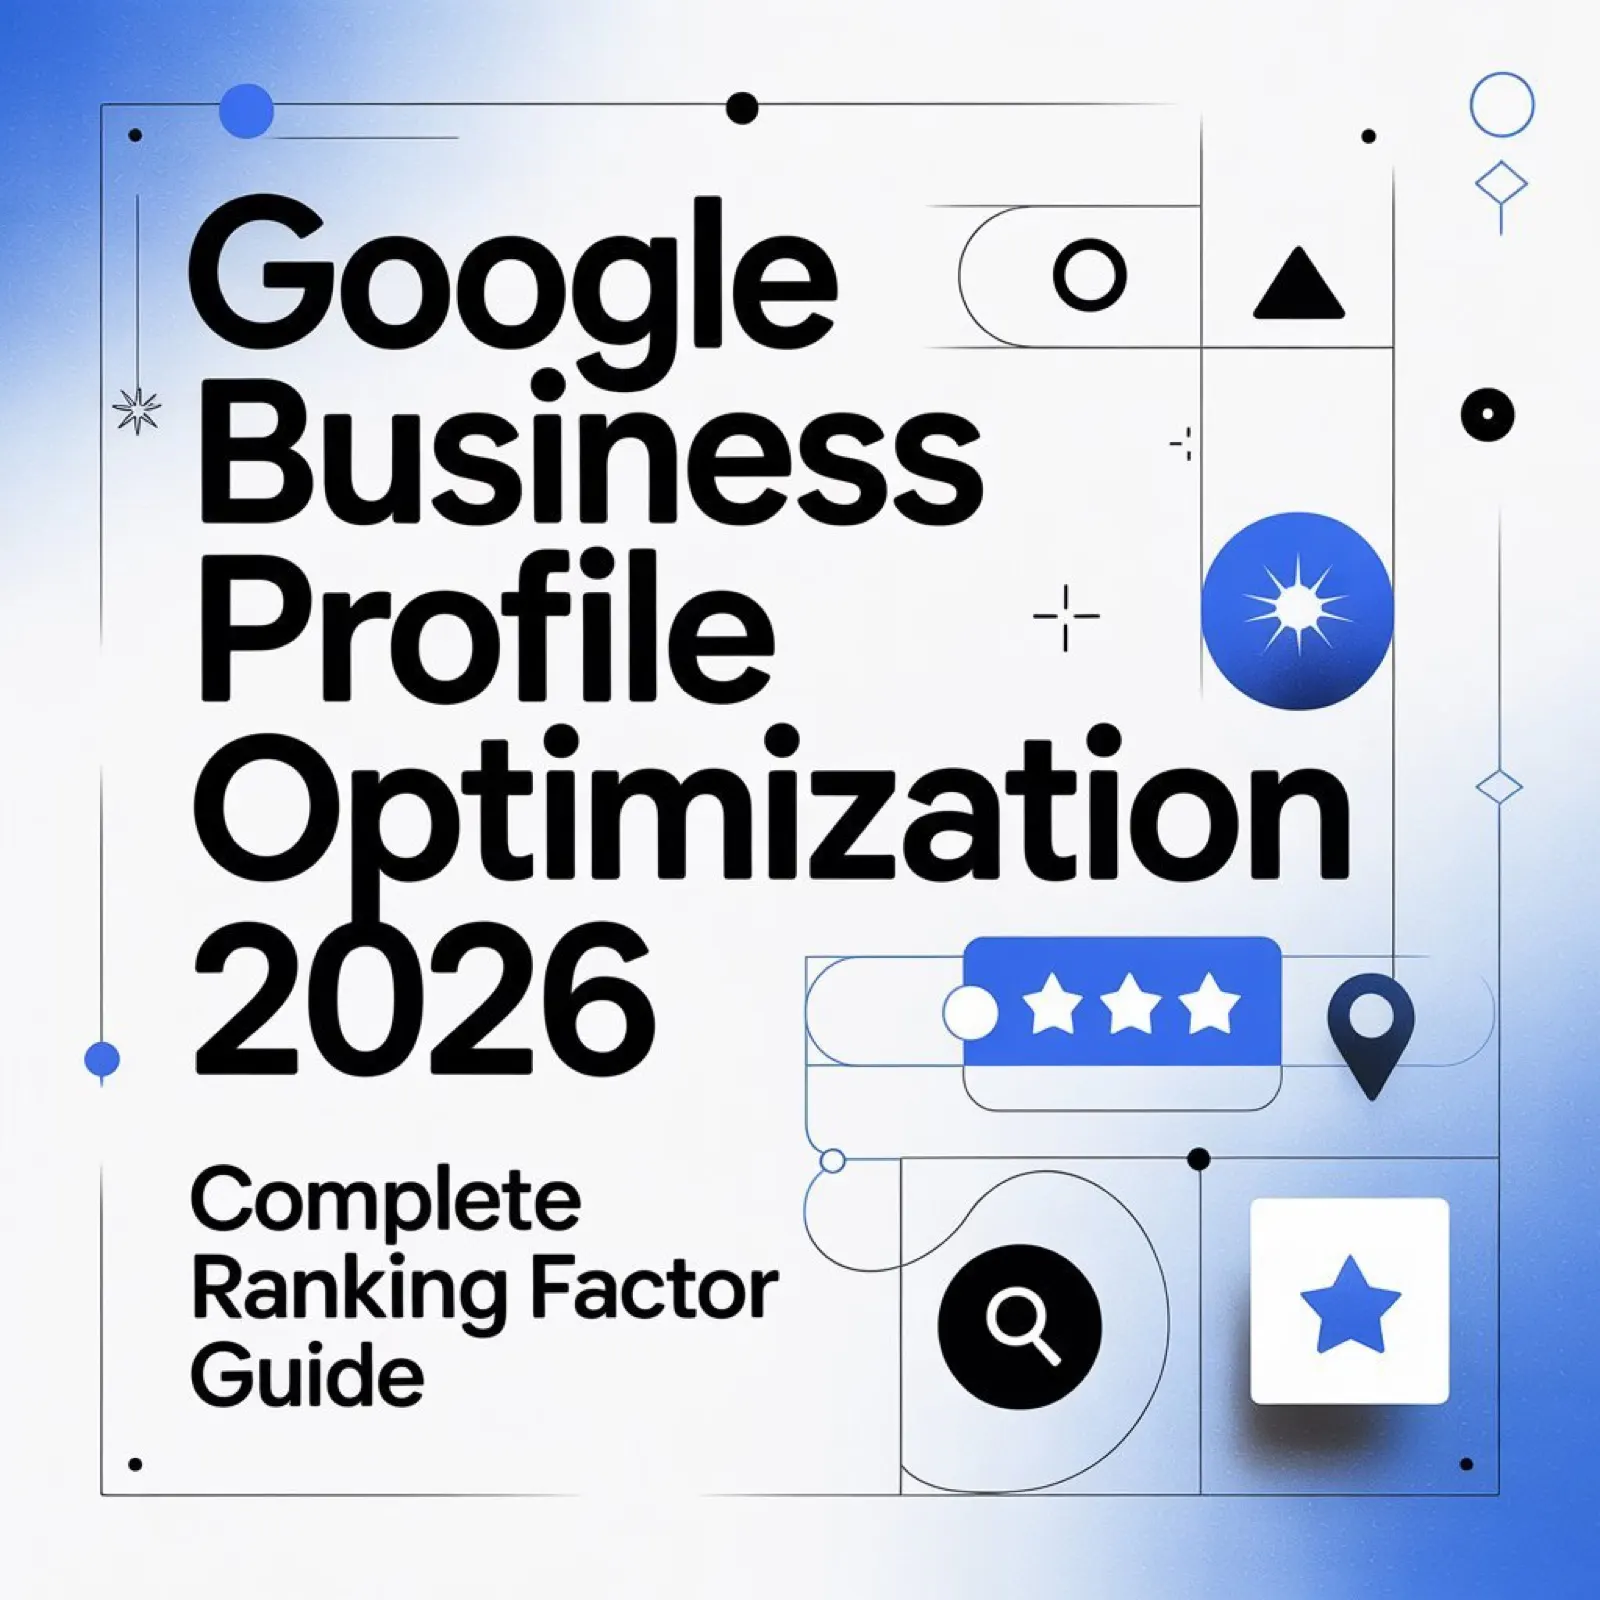 Google
Business
Profile
Optimization
2026
Complete
Ranking Factor
Guide